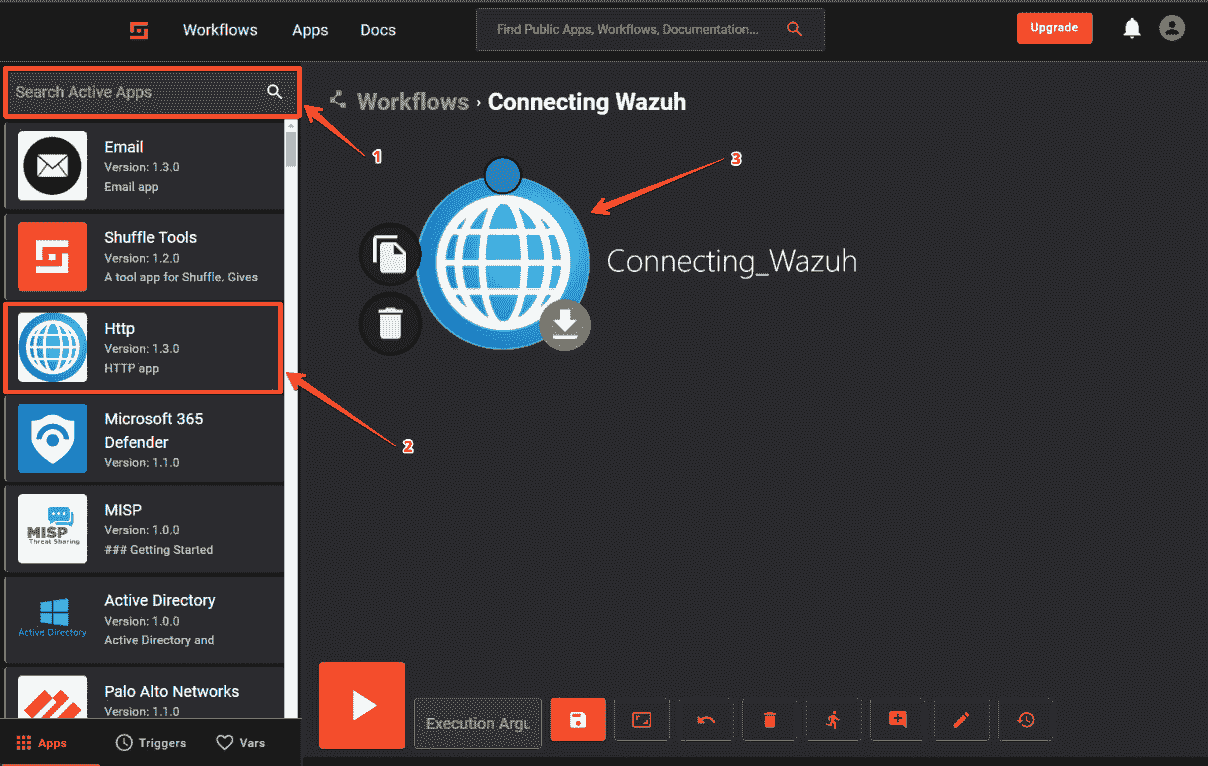 Workflows
Apps
Docs
Find Public Apps, Workflows, Documentation...
Upgrade
Search Active Apps
Workflows › Connecting Wazuh
1
3
Email
Version: 1.3.0
Email app
Shuffle Tools
Version: 1.2.0
A tool app for Shuffle, Gives
Connecting_Wazuh
Http
Version: 1.3.0
HTTP app
2
Microsoft 365
Defender
Version: 1.1.0
MISP
Threat Sharing
MISP
Version: 1.0.0
### Getting Started
Active Directory
Active Directory
Version: 1.0.0
Active Directory and
Palo Alto Networks
Version: 1.1.0
Execution Argu
Apps
Triggers
Vars